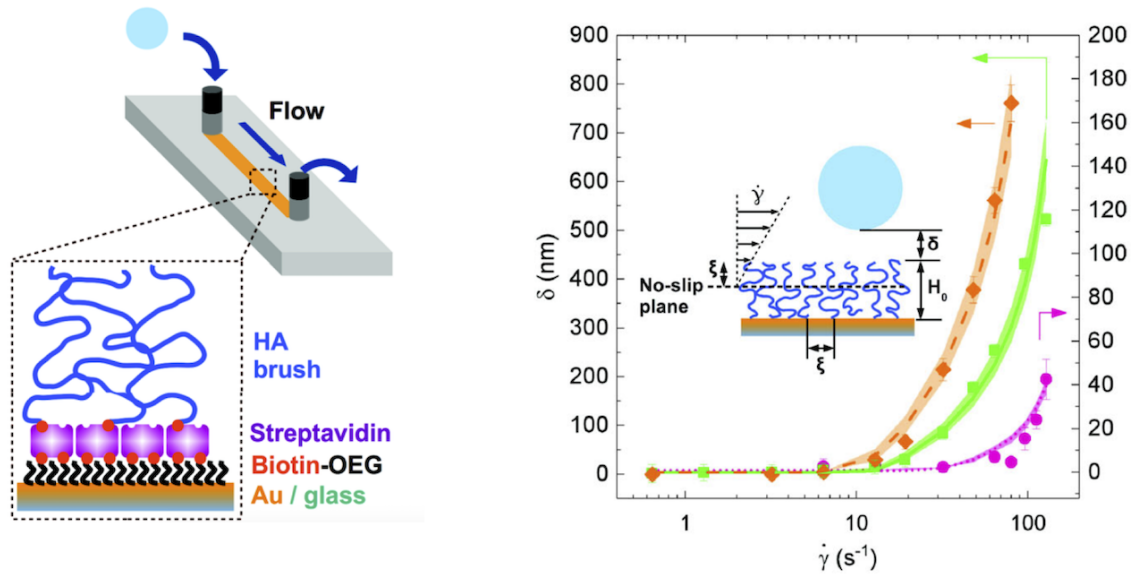 Flow
HA
brush
Streptavidin
Biotin-OEG
Au / glass
900
800
700
600
500
400
300
200
100
0
δ (nm)
200
180
160
140
120
100
80
60
40
20
0
γ̇
δ
ξ
H₀
No-slip
plane
ξ
1
10
100
γ̇ (s⁻¹)